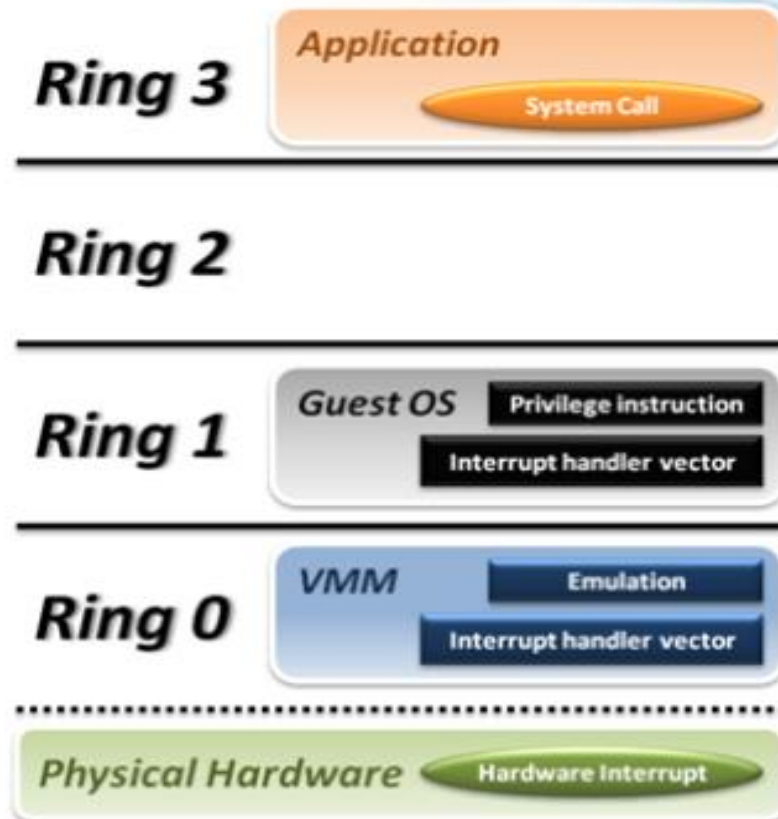 Ring 3
Application
System Call
Ring 2
Ring 1
Guest OS
Privilege instruction
Interrupt handler vector
Ring 0
VMM
Emulation
Interrupt handler vector
Physical Hardware
Hardware Interrupt